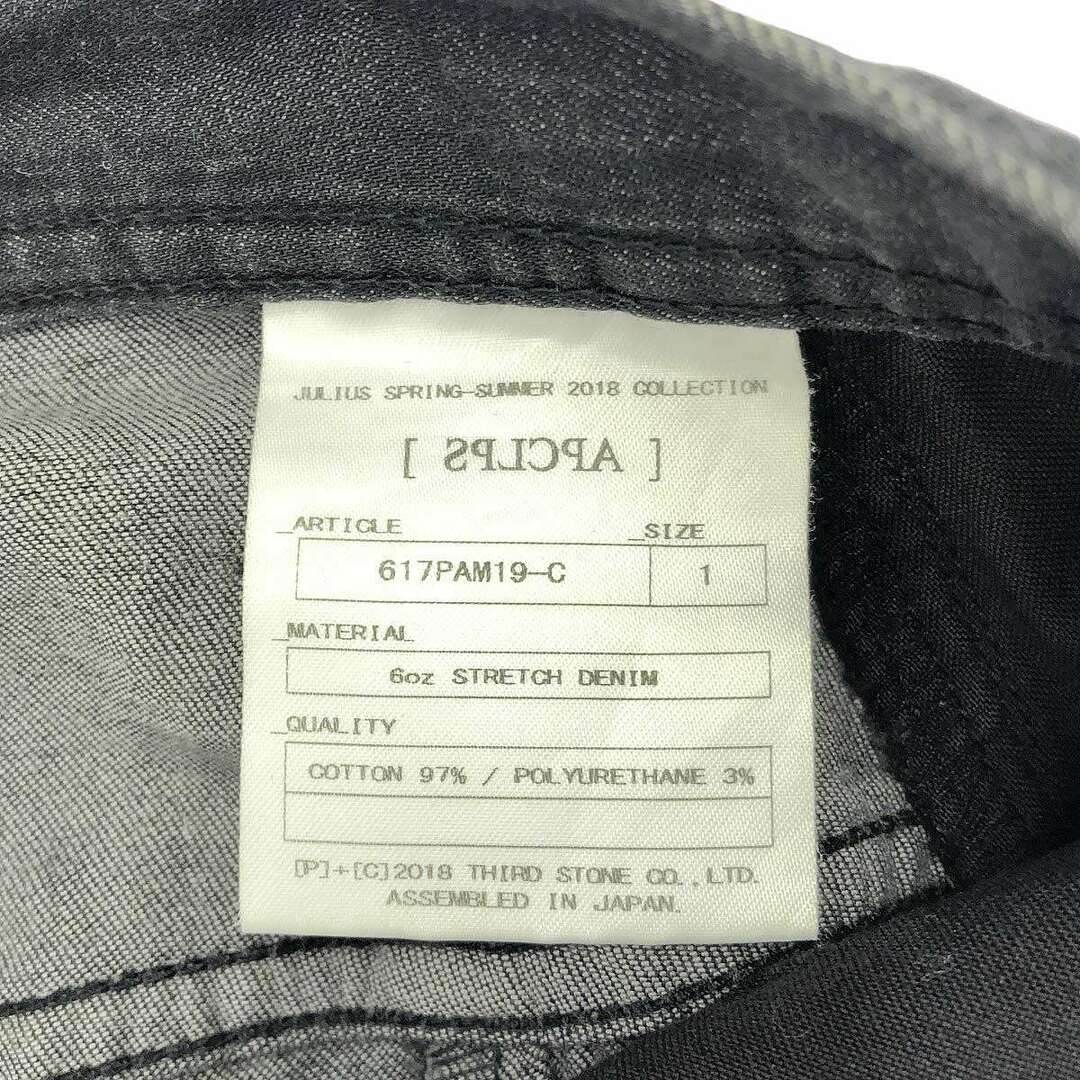 JULIUS SPRING-SUMMER 2018 COLLECTION
[ APCLPS ]
_ARTICLE _SIZE
617PAM19-C 1
_MATERIAL
6oz STRETCH DENIM
_QUALITY
COTTON 97% / POLYURETHANE 3%
[P]+[C]2018 THIRD STONE CO.,LTD.
ASSEMBLED IN JAPAN.